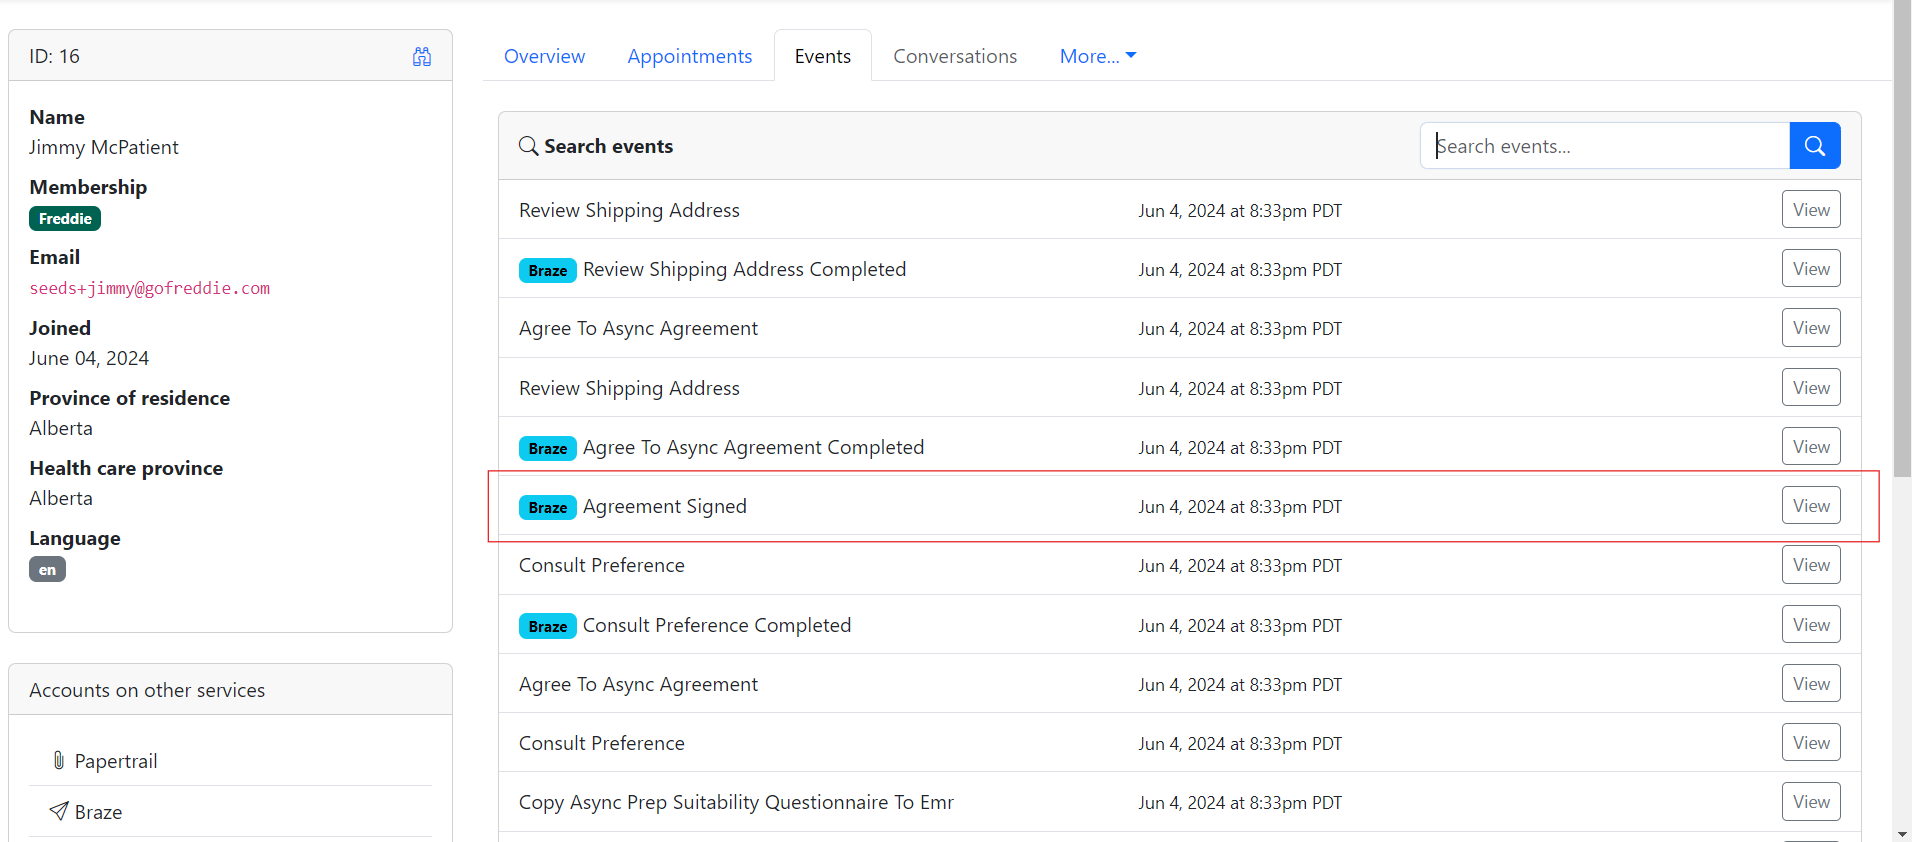 ID: 16
Name
Jimmy McPatient
Membership
Freddie
Email
seeds+jimmy@gofreddie.com
Joined
June 04, 2024
Province of residence
Alberta
Health care province
Alberta
Language
en
Accounts on other services
Papertrail
Braze
Overview Appointments Events Conversations More...
Search events Search events...
Review Shipping Address Jun 4, 2024 at 8:33pm PDT View
Braze Review Shipping Address Completed Jun 4, 2024 at 8:33pm PDT View
Agree To Async Agreement Jun 4, 2024 at 8:33pm PDT View
Review Shipping Address Jun 4, 2024 at 8:33pm PDT View
Braze Agree To Async Agreement Completed Jun 4, 2024 at 8:33pm PDT View
Braze Agreement Signed Jun 4, 2024 at 8:33pm PDT View
Consult Preference Jun 4, 2024 at 8:33pm PDT View
Braze Consult Preference Completed Jun 4, 2024 at 8:33pm PDT View
Agree To Async Agreement Jun 4, 2024 at 8:33pm PDT View
Consult Preference Jun 4, 2024 at 8:33pm PDT View
Copy Async Prep Suitability Questionnaire To Emr Jun 4, 2024 at 8:33pm PDT View